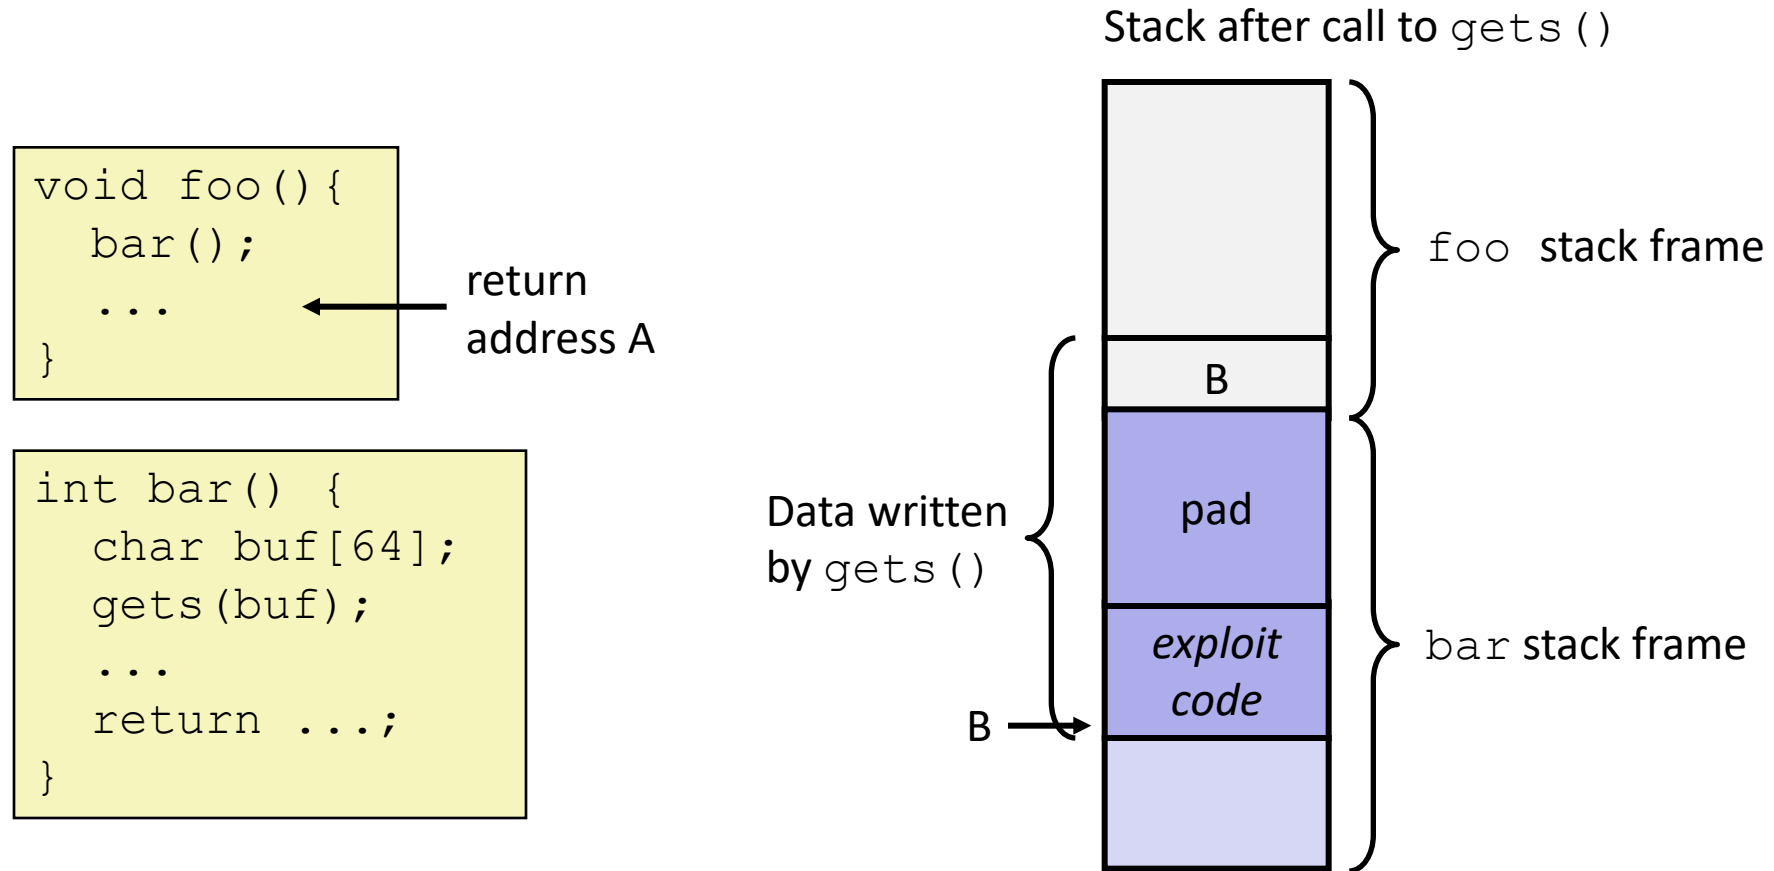 Stack after call to gets()
void foo(){
  bar();
  ...
}
return
address A
int bar() {
  char buf[64];
  gets(buf);
  ...
  return ...;
}
foo stack frame
B
Data written
by gets()
pad
exploit
code
bar stack frame
B